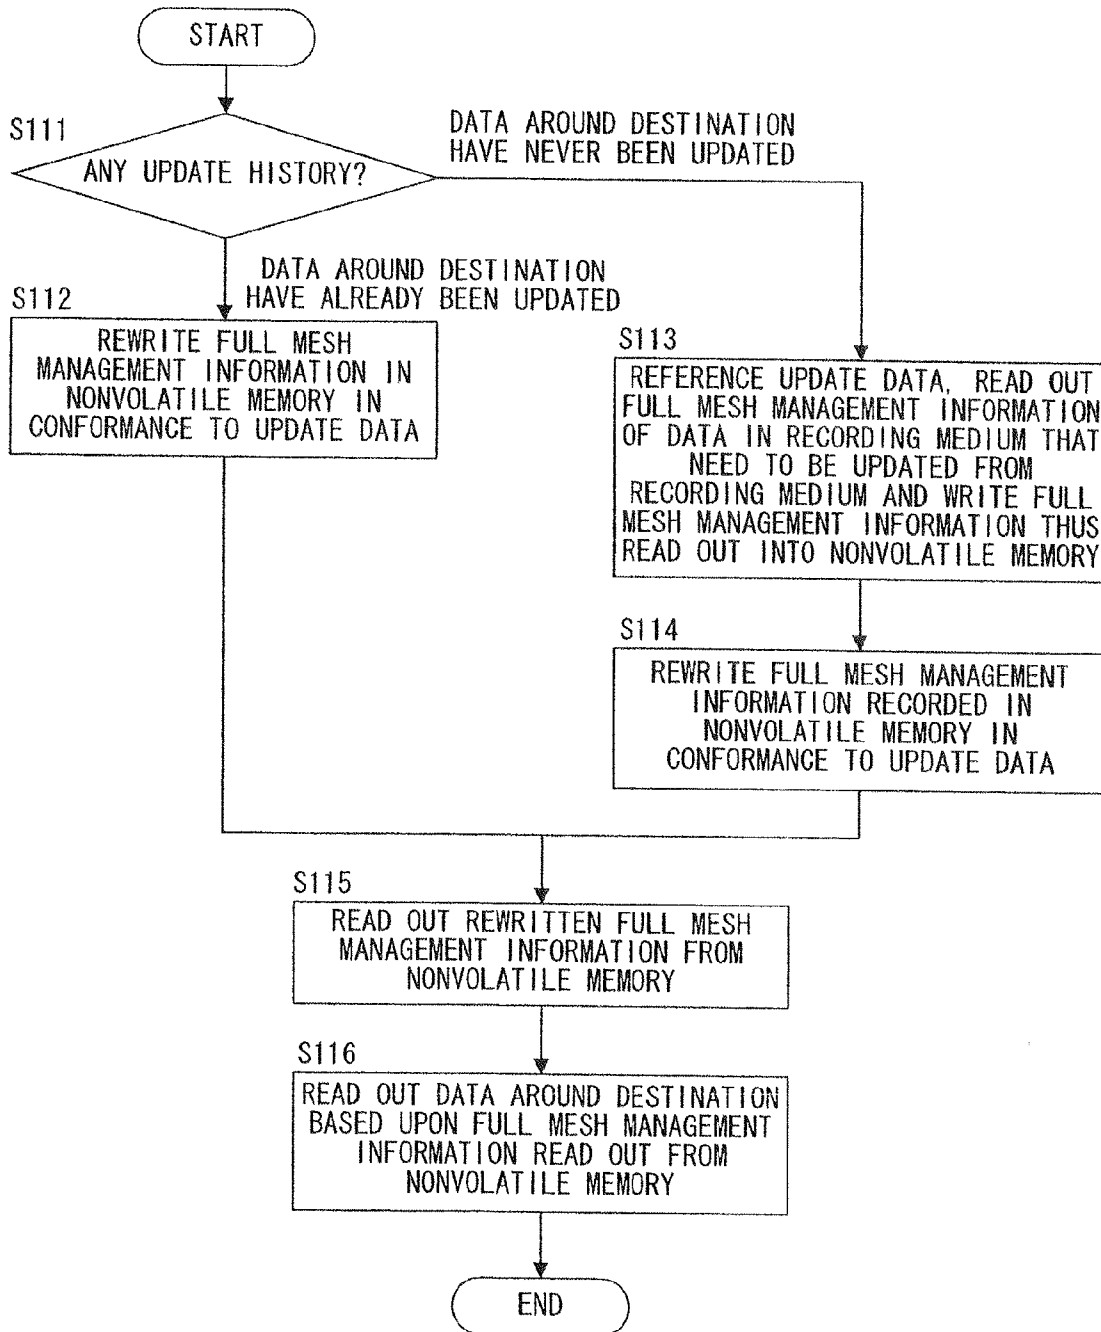 START
S111
ANY UPDATE HISTORY?
DATA AROUND DESTINATION
HAVE NEVER BEEN UPDATED
DATA AROUND DESTINATION
HAVE ALREADY BEEN UPDATED
S112
REWRITE FULL MESH
MANAGEMENT INFORMATION IN
NONVOLATILE MEMORY IN
CONFORMANCE TO UPDATE DATA
S113
REFERENCE UPDATE DATA, READ OUT
FULL MESH MANAGEMENT INFORMATION
OF DATA IN RECORDING MEDIUM THAT
NEED TO BE UPDATED FROM
RECORDING MEDIUM AND WRITE FULL
MESH MANAGEMENT INFORMATION THUS
READ OUT INTO NONVOLATILE MEMORY
S114
REWRITE FULL MESH MANAGEMENT
INFORMATION RECORDED IN
NONVOLATILE MEMORY IN
CONFORMANCE TO UPDATE DATA
S115
READ OUT REWRITTEN FULL MESH
MANAGEMENT INFORMATION FROM
NONVOLATILE MEMORY
S116
READ OUT DATA AROUND DESTINATION
BASED UPON FULL MESH MANAGEMENT
INFORMATION READ OUT FROM
NONVOLATILE MEMORY
END